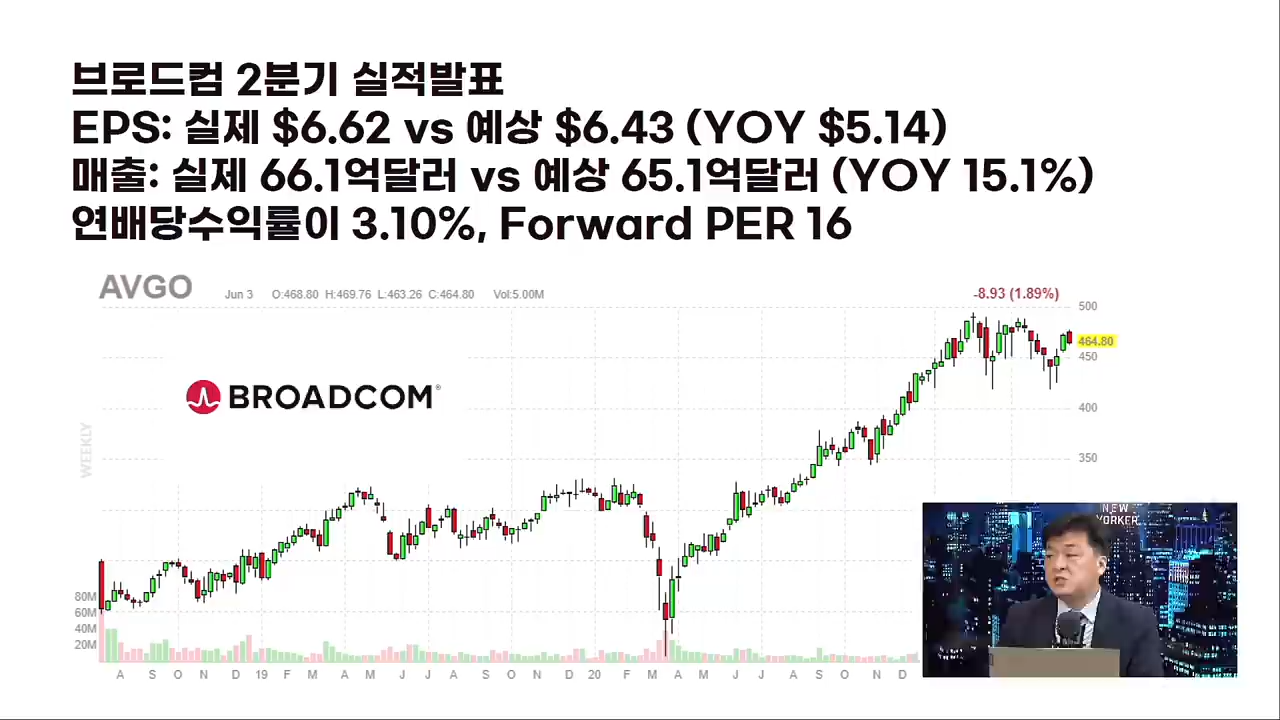 브로드컴 2분기 실적발표
EPS: 실제 $6.62 vs 예상 $6.43 (YOY $5.14)
매출: 실제 66.1억달러 vs 예상 65.1억달러 (YOY 15.1%)
연배당수익률이 3.10%, Forward PER 16
AVGO Jun 3 O:468.80 H:469.76 L:463.26 C:464.80 Vol:5.00M -8.93 (1.89%)
500
464.80
450
BROADCOM®
400
WEEKLY
350
NEW
YORKER
80M
60M
40M
20M
A S O N D 19 F M A M J J A S O N D 20 F M A M J J A S O N D